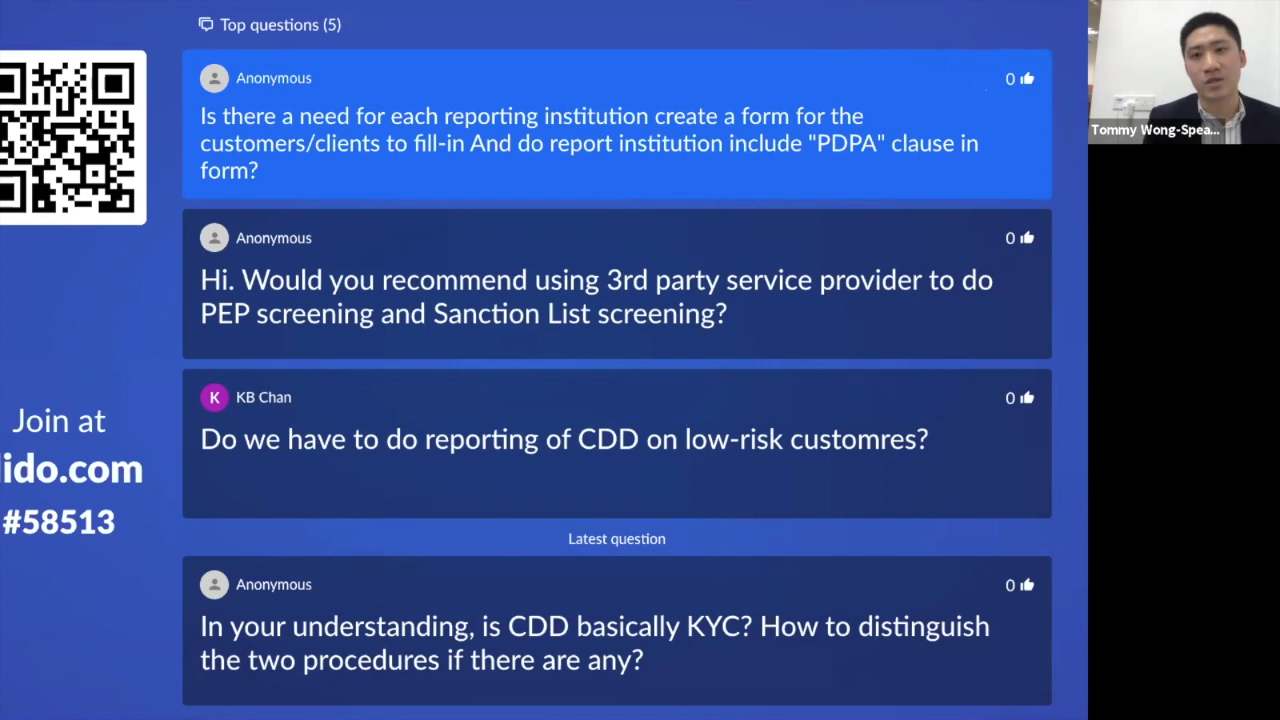 Top questions (5)
Anonymous
0
Is there a need for each reporting institution create a form for the
customers/clients to fill-in And do report institution include "PDPA" clause in
form?
Anonymous
0
Hi. Would you recommend using 3rd party service provider to do
PEP screening and Sanction List screening?
K
KB Chan
0
Do we have to do reporting of CDD on low-risk customres?
Latest question
Anonymous
0
In your understanding, is CDD basically KYC? How to distinguish
the two procedures if there are any?
Join at
lido.com
#58513
Tommy Wong-Spea...